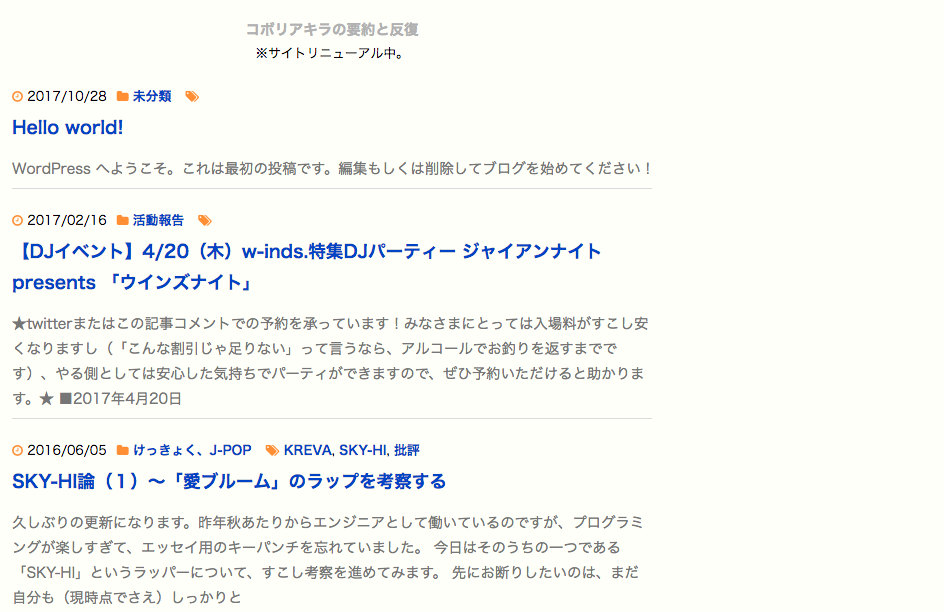 コボリアキラの要約と反復
※サイトリニューアル中。
2017/10/28 未分類
Hello world!
WordPress へようこそ。これは最初の投稿です。編集もしくは削除してブログを始めてください！
2017/02/16 活動報告
【DJイベント】4/20（木）w-inds.特集DJパーティー ジャイアンナイト
presents 「ウインズナイト」
★twitterまたはこの記事コメントでの予約を承っています！みなさまにとっては入場料がすこし安
くなりますし（「こんな割引じゃ足りない」って言うなら、アルコールでお釣りを返すまでで
す）、やる側としては安心した気持ちでパーティができますので、ぜひ予約いただけると助かりま
す。★ ■2017年4月20日
2016/06/05 けっきょく、J-POP KREVA, SKY-HI, 批評
SKY-HI論（１）〜「愛ブルーム」のラップを考察する
久しぶりの更新になります。昨年秋あたりからエンジニアとして働いているのですが、プログラミ
ングが楽しすぎて、エッセイ用のキーパンチを忘れていました。 今日はそのうちの一つである
「SKY-HI」というラッパーについて、すこし考察を進めてみます。 先にお断りしたいのは、まだ
自分も（現時点でさえ）しっかりと